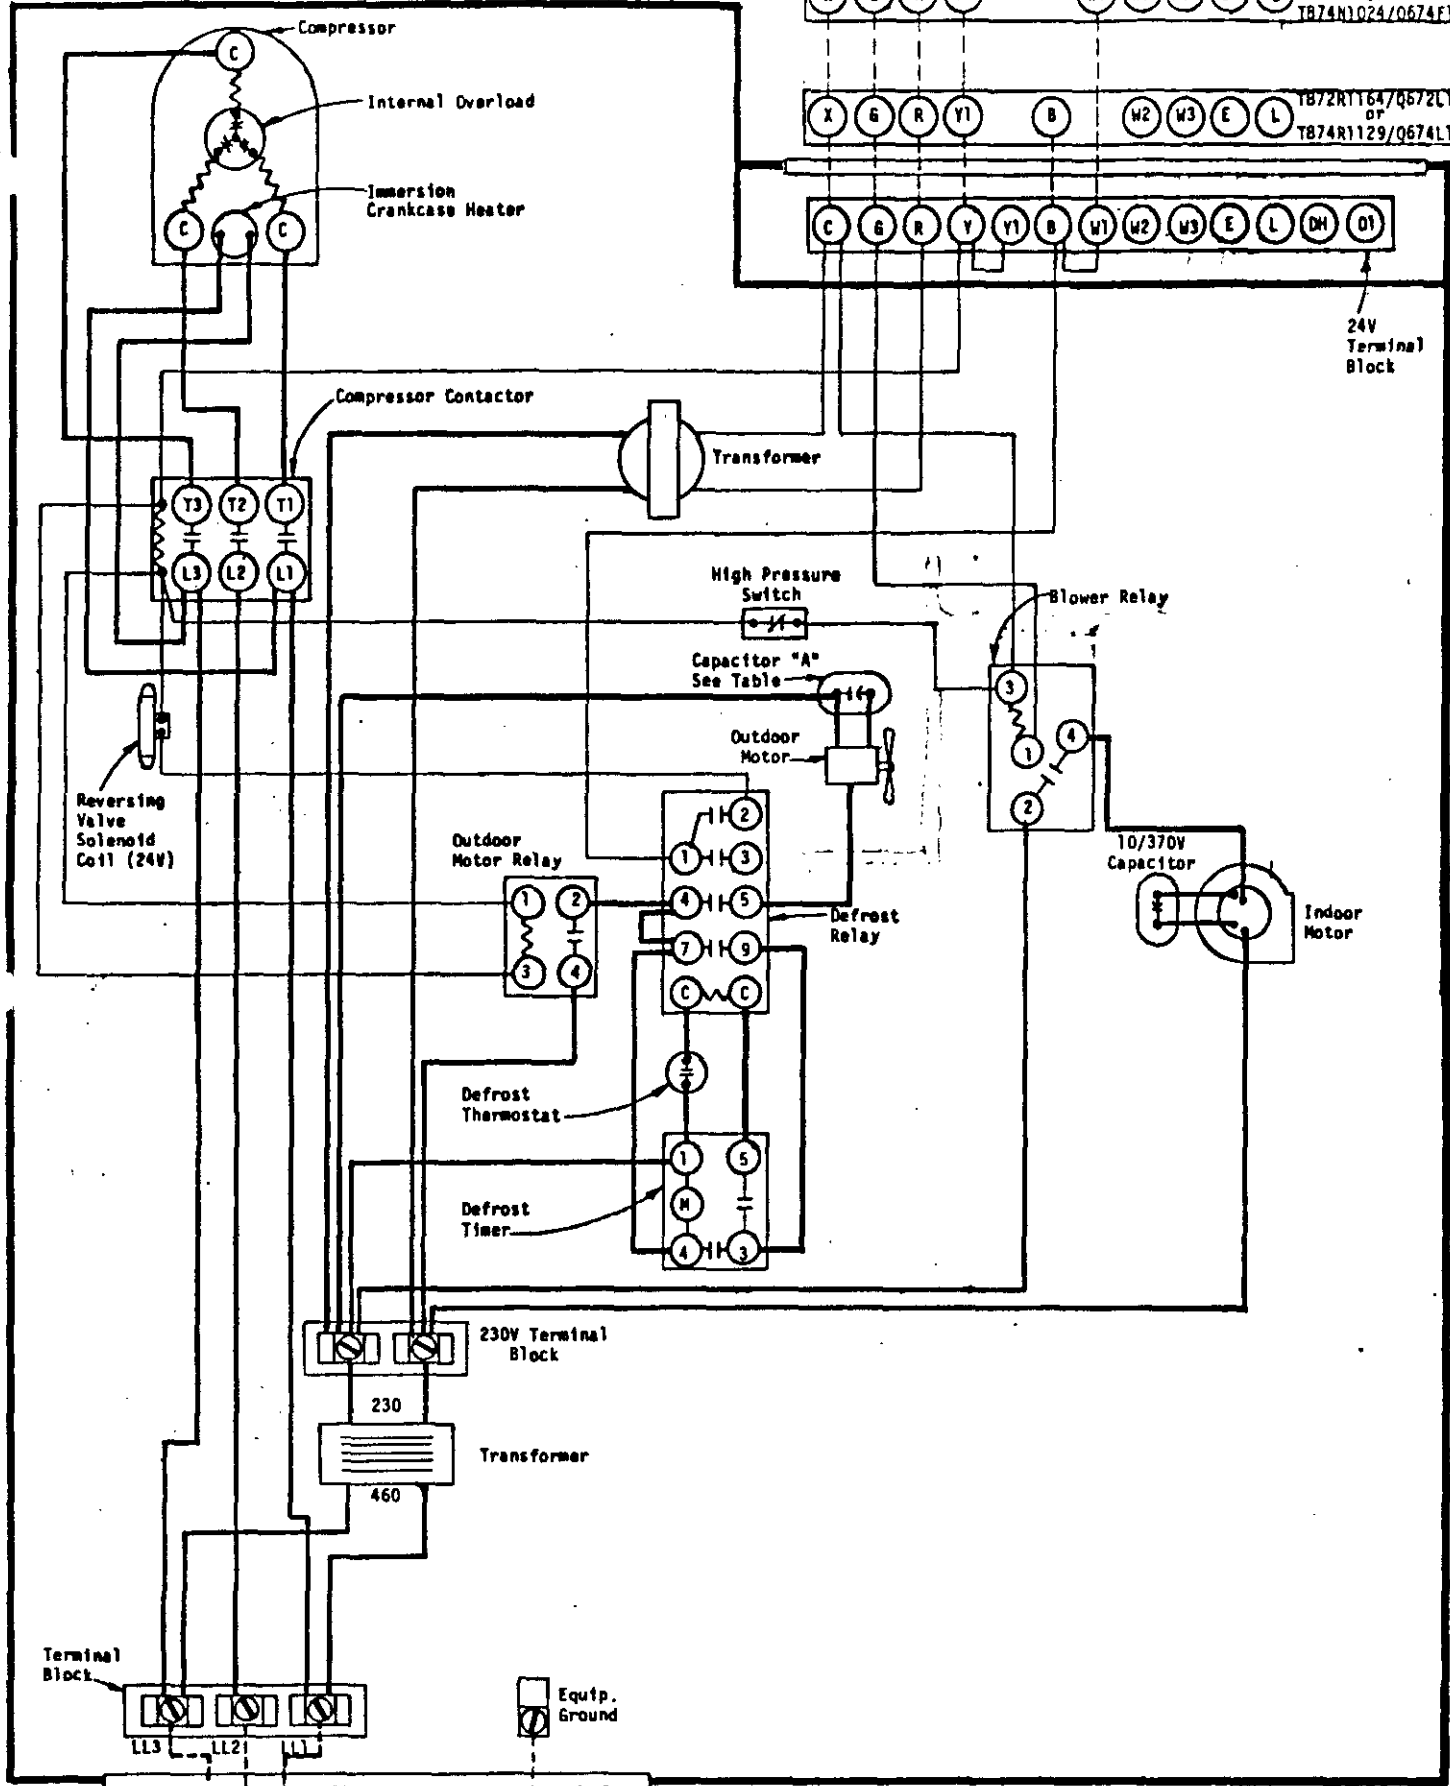 TB74N1024/Q674F1
Compressor
C
Internal Overload
Immersion
Crankcase Heater
C C
X G R Y1 B W2 W3 E L
TB72R1164/Q672L1
or
TB74R1129/Q674L1
C G R Y Y1 B W1 W2 W3 E L DH O1
24V
Terminal
Block
Compressor Contactor
Transformer
T3 T2 T1
L3 L2 L1
High Pressure
Switch
Blower Relay
Capacitor "A"
See Table
3
4
1
2
Outdoor
Motor
Reversing
Valve
Solenoid
Coil (24V)
Outdoor
Motor Relay
1 2
3 4
2
1 3
4 5
7 9
C C
Defrost
Relay
10/370V
Capacitor
Indoor
Motor
Defrost
Thermostat
1 5
M
4 3
Defrost
Timer
230V Terminal
Block
230
Transformer
460
Terminal
Block
LL3 LL2 LL1
Equip.
Ground